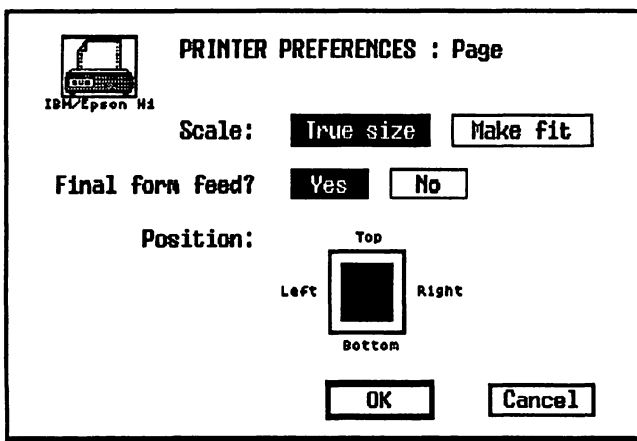 PRINTER PREFERENCES : Page
IBM/Epson Hi
Scale: True size Make fit
Final form feed? Yes No
Position: Top
Left Right
Bottom
OK Cancel